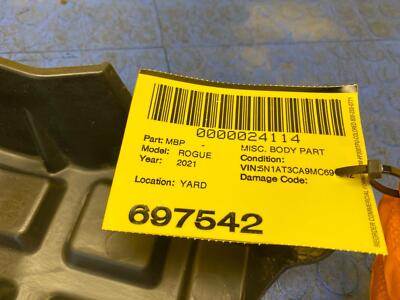 0000024114
Part: MBP - MISC. BODY PART
Model: ROGUE Condition:
Year: 2021 VIN:5N1AT3CA9MC69
Location: YARD Damage Code:
697542